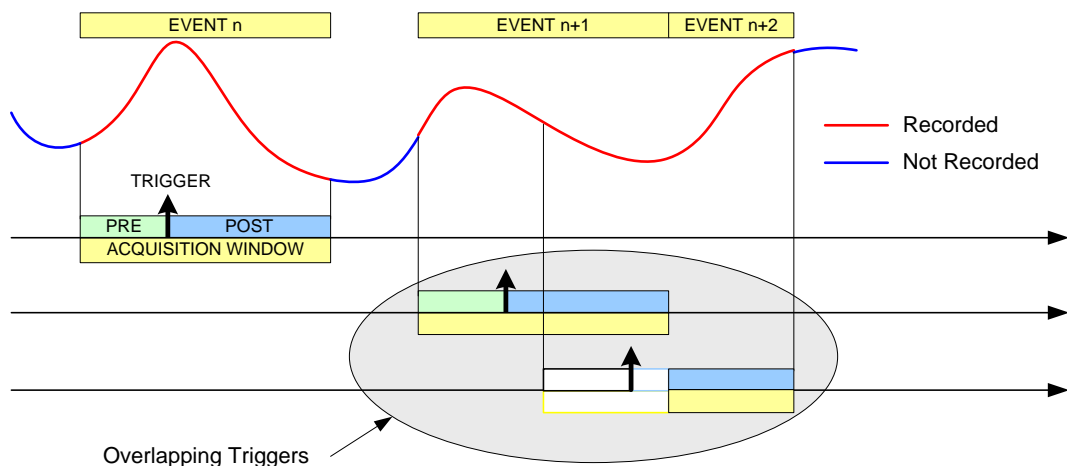 EVENT n
EVENT n+1
EVENT n+2
Recorded
Not Recorded
TRIGGER
PRE
POST
ACQUISITION WINDOW
Overlapping Triggers